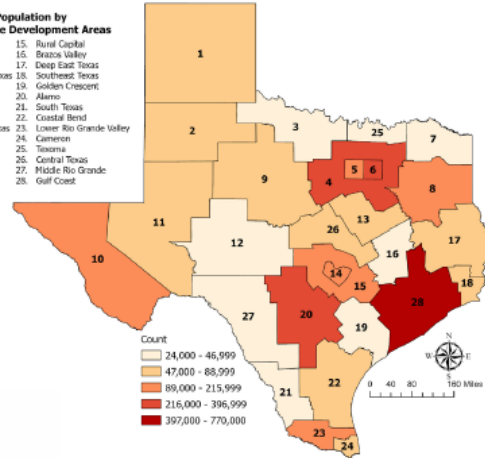 Population by
e Development Areas
15. Rural Capital
16. Brazos Valley
17. Deep East Texas
xas 18. Southeast Texas
19. Golden Crescent
20. Alamo
21. South Texas
22. Coastal Bend
xas 23. Lower Rio Grande Valley
24. Cameron
25. Texoma
26. Central Texas
27. Middle Rio Grande
28. Gulf Coast
1
2
3
25
7
9
4
5
6
8
11
13
26
12
16
17
10
14
15
18
28
27
20
19
21
22
23
24
Count
24,000 - 46,999
47,000 - 88,999
89,000 - 215,999
216,000 - 396,999
397,000 - 770,000
N
W
E
S
0 40 80 160 Miles